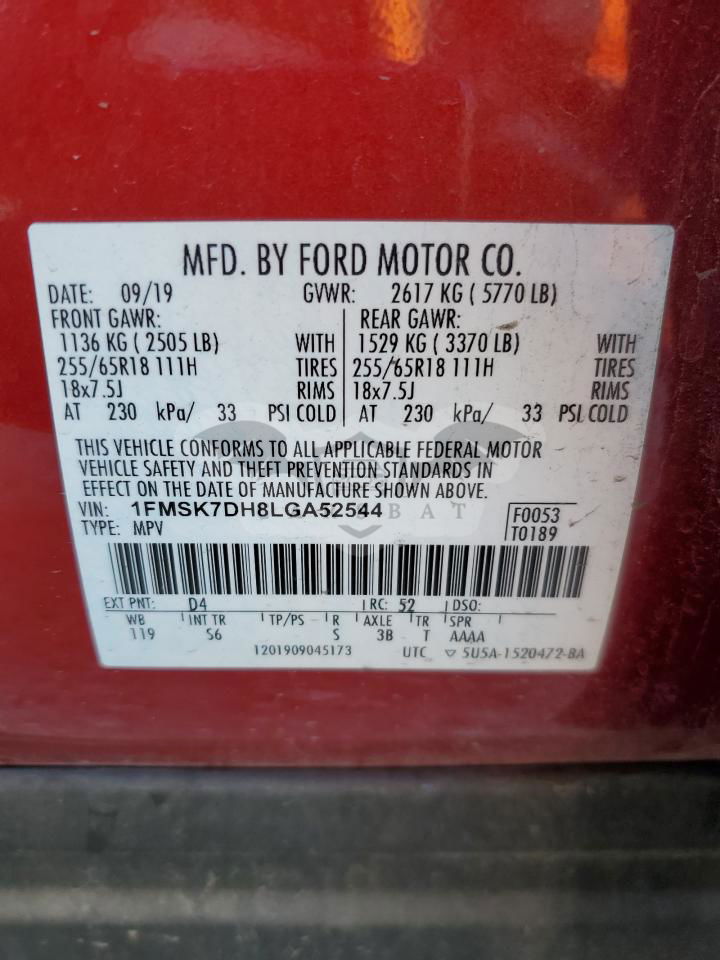 MFD. BY FORD MOTOR CO.
DATE: 09/19 GVWR: 2617 KG ( 5770 LB)
FRONT GAWR: REAR GAWR:
1136 KG ( 2505 LB) WITH 1529 KG ( 3370 LB) WITH
255/65R18 111H TIRES 255/65R18 111H TIRES
18x7.5J RIMS 18x7.5J RIMS
AT 230 kPa/ 33 PSI COLD AT 230 kPa/ 33 PSI COLD
THIS VEHICLE CONFORMS TO ALL APPLICABLE FEDERAL MOTOR
VEHICLE SAFETY AND THEFT PREVENTION STANDARDS IN
EFFECT ON THE DATE OF MANUFACTURE SHOWN ABOVE.
VIN: 1FMSK7DH8LGA52544 F0053
TYPE: MPV T0189
EXT PNT: D4 RC: 52 DSO:
WB INT TR TP/PS R AXLE TR SPR
119 S6 S 3B T AAAA
1201909045173 UTC ▽ 5U5A-1520472-BA